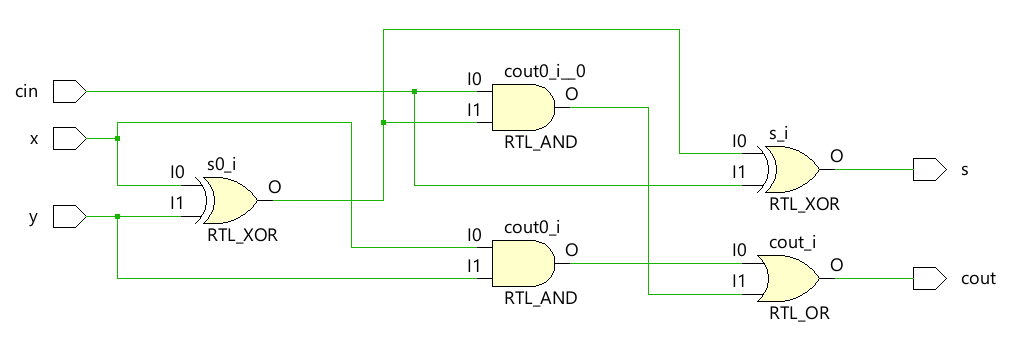 cin
x
y
I0
I1
s0_i
O
RTL_XOR
I0
I1
cout0_i__0
O
RTL_AND
I0
I1
cout0_i
O
RTL_AND
I0
I1
s_i
O
RTL_XOR
s
I0
I1
cout_i
O
RTL_OR
cout